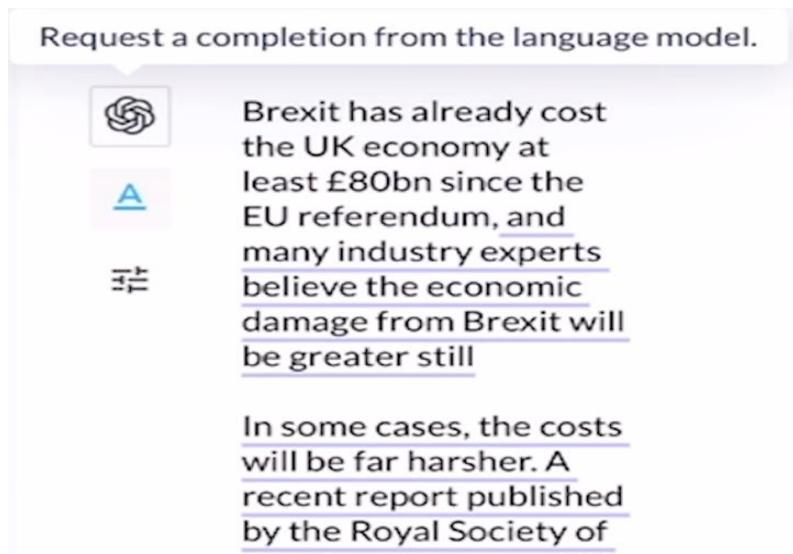 Request a completion from the language model.
Brexit has already cost
the UK economy at
least £80bn since the
EU referendum, and
many industry experts
believe the economic
damage from Brexit will
be greater still
In some cases, the costs
will be far harsher. A
recent report published
by the Royal Society of